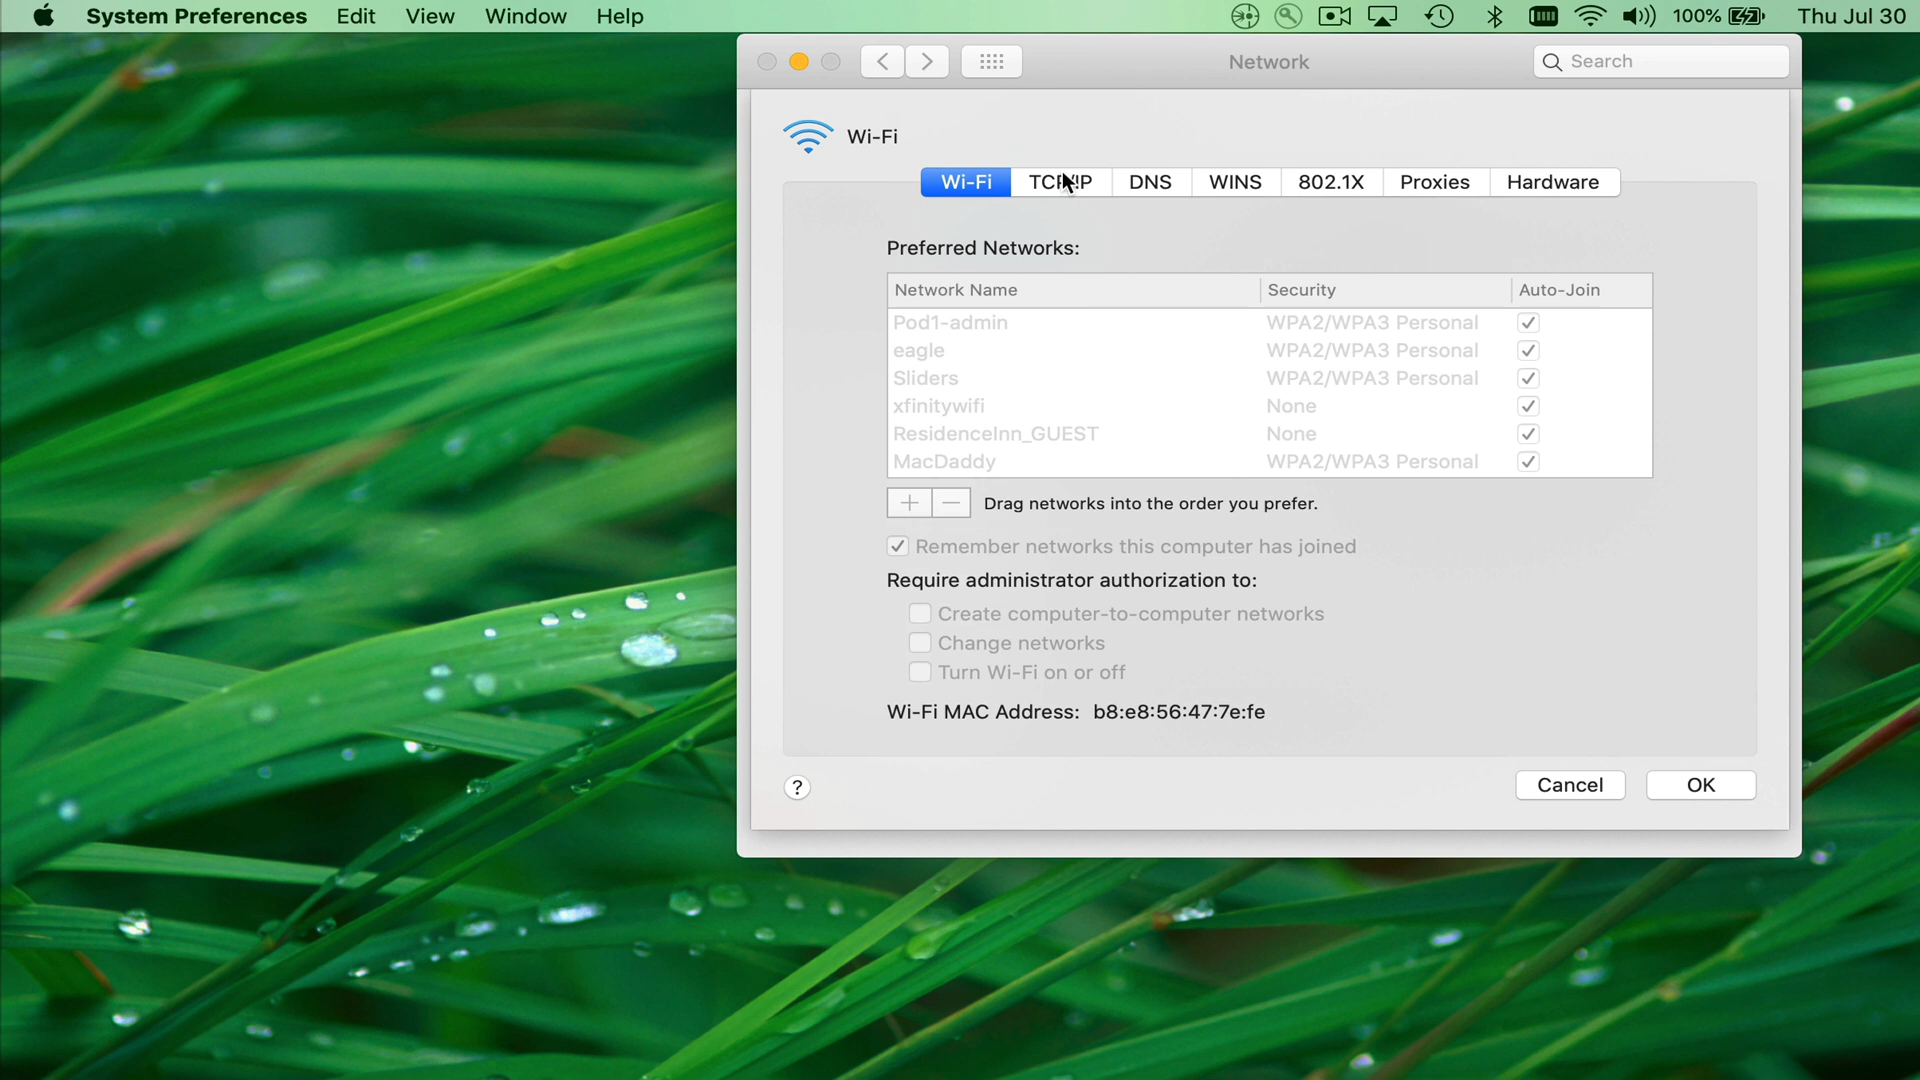 System Preferences Edit View Window Help 100% Thu Jul 30
Network Search
Wi-Fi
Wi-Fi TCP/IP DNS WINS 802.1X Proxies Hardware
Preferred Networks:
Network Name Security Auto-Join
Pod1-admin WPA2/WPA3 Personal
eagle WPA2/WPA3 Personal
Sliders WPA2/WPA3 Personal
xfinitywifi None
ResidenceInn_GUEST None
MacDaddy WPA2/WPA3 Personal
+ − Drag networks into the order you prefer.
Remember networks this computer has joined
Require administrator authorization to:
Create computer-to-computer networks
Change networks
Turn Wi-Fi on or off
Wi-Fi MAC Address: b8:e8:56:47:7e:fe
? Cancel OK